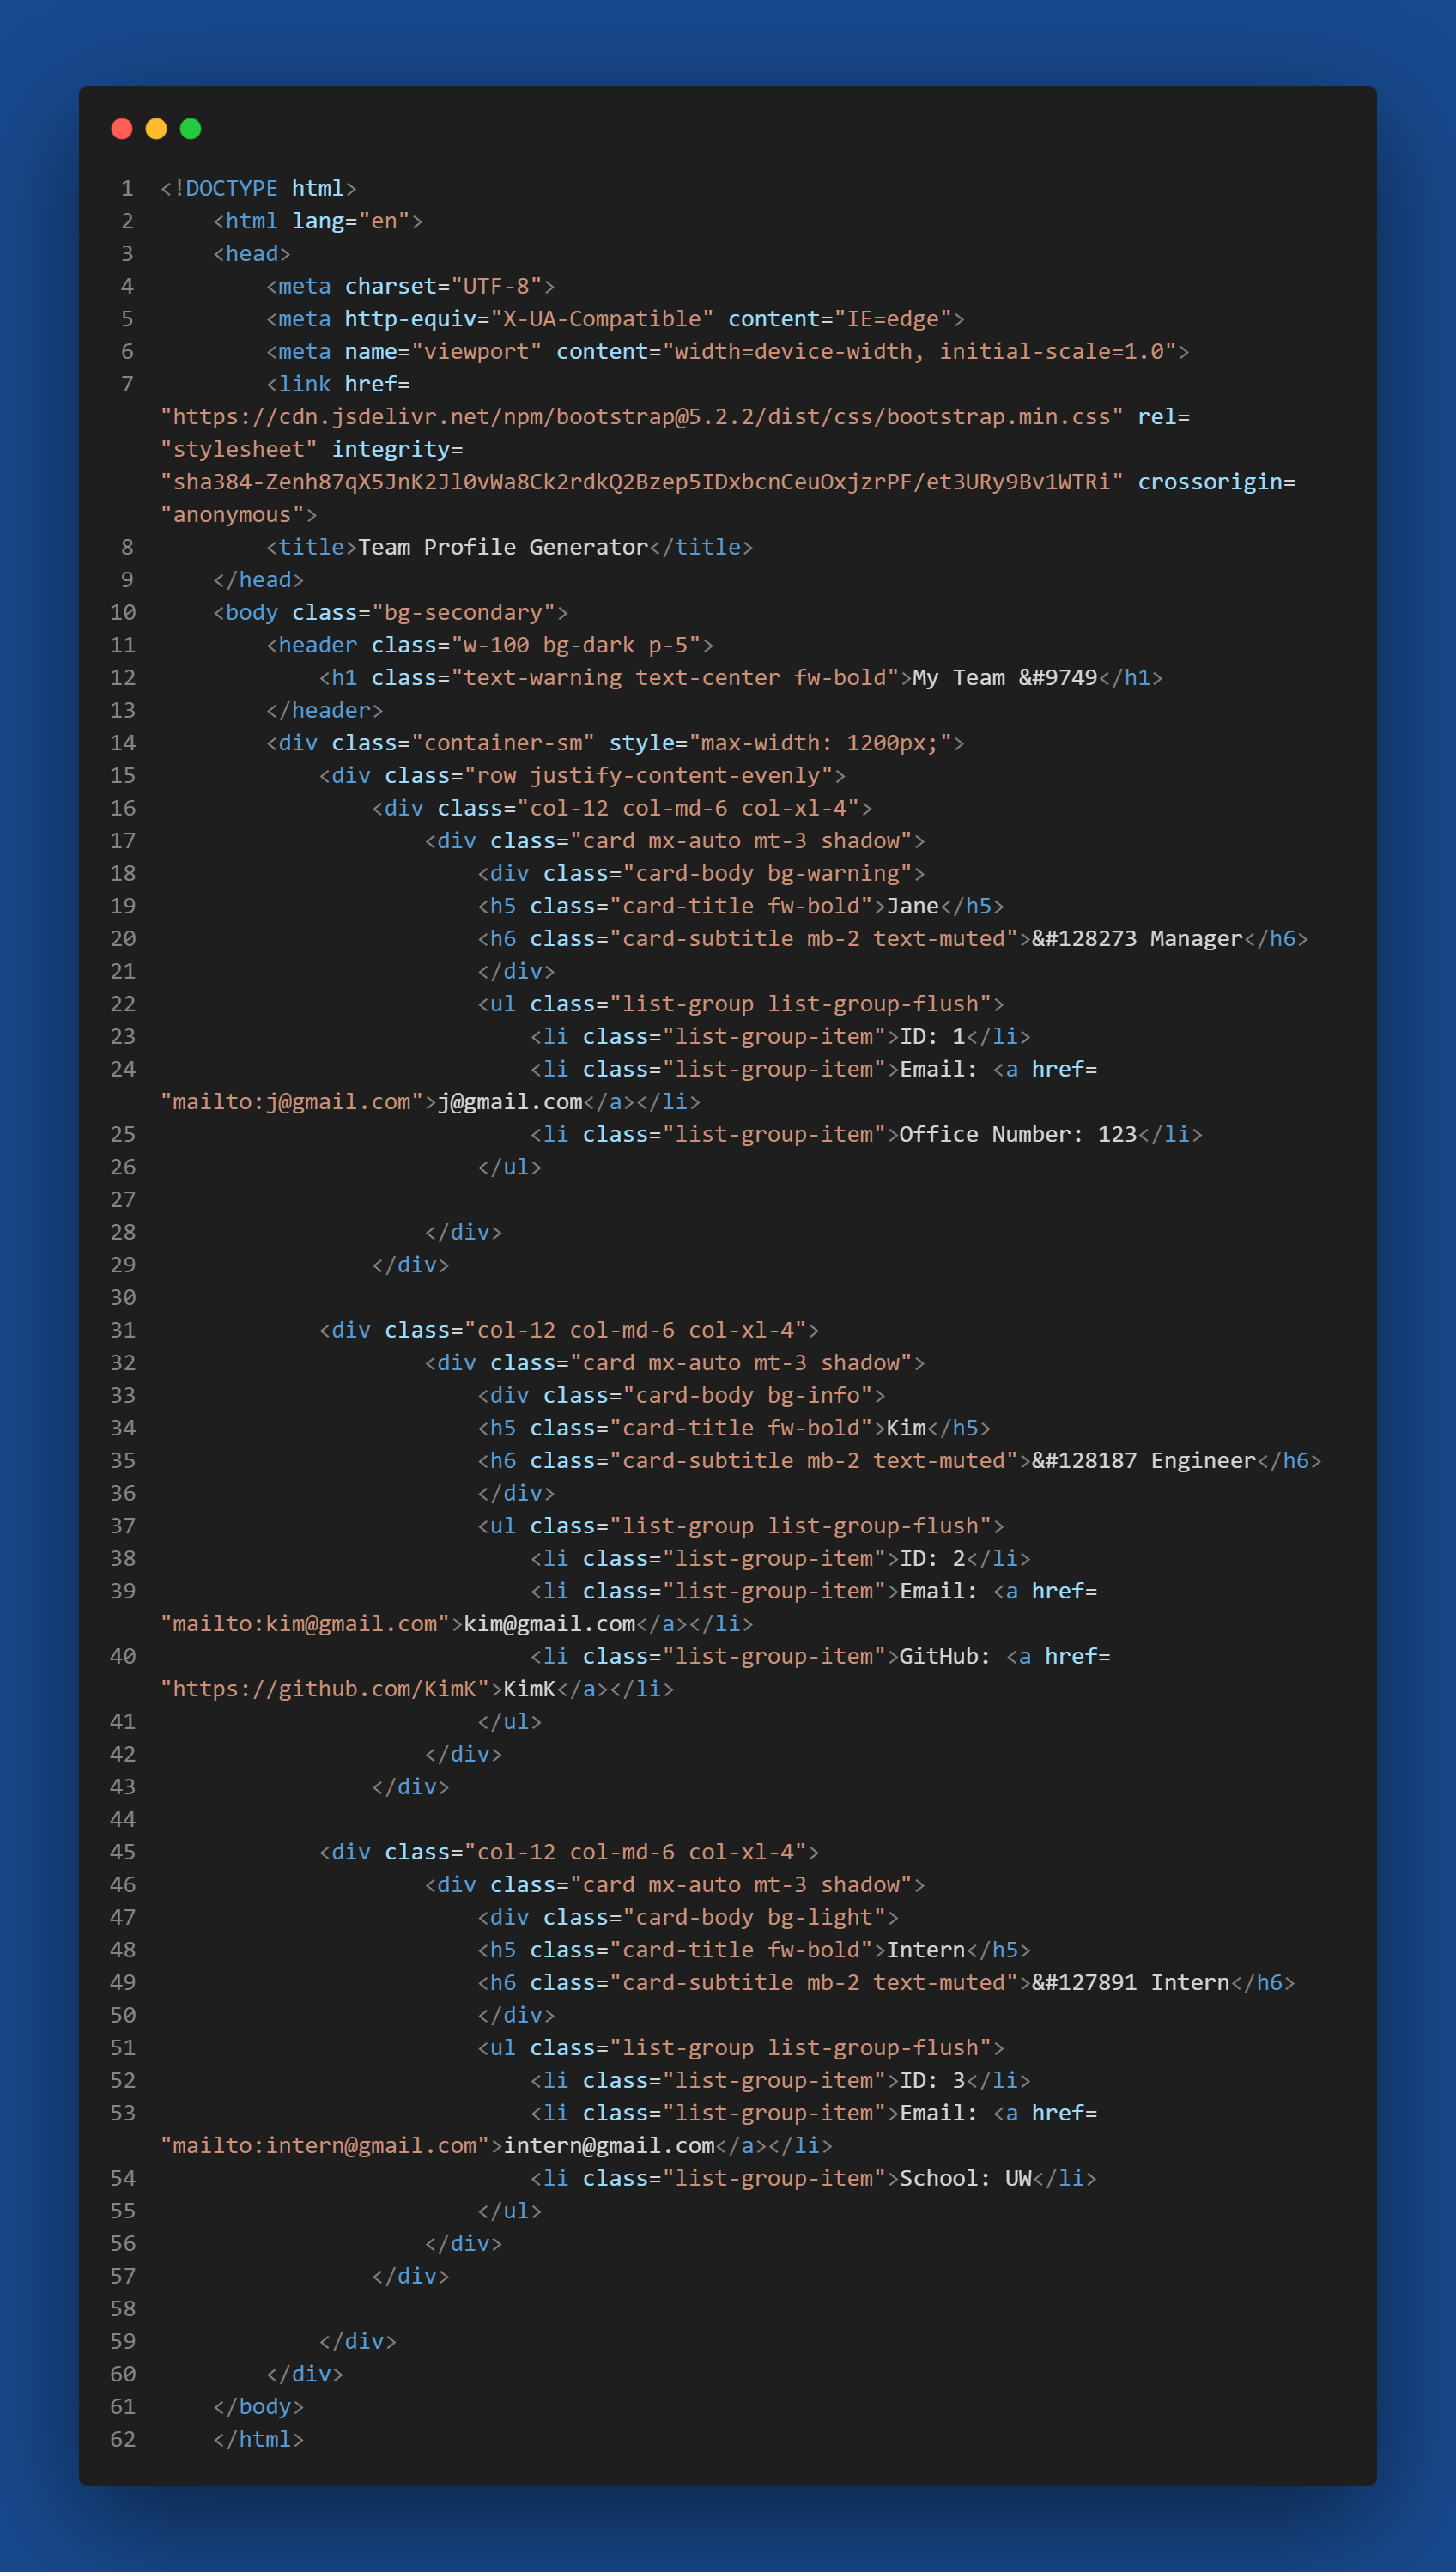 1 <!DOCTYPE html>
2 <html lang="en">
3 <head>
4 <meta charset="UTF-8">
5 <meta http-equiv="X-UA-Compatible" content="IE=edge">
6 <meta name="viewport" content="width=device-width, initial-scale=1.0">
7 <link href=
"https://cdn.jsdelivr.net/npm/bootstrap@5.2.2/dist/css/bootstrap.min.css" rel=
"stylesheet" integrity=
"sha384-Zenh87qX5JnK2Jl0vWa8Ck2rdkQ2Bzep5IDxbcnCeuOxjzrPF/et3URy9Bv1WTRi" crossorigin=
"anonymous">
8 <title>Team Profile Generator</title>
9 </head>
10 <body class="bg-secondary">
11 <header class="w-100 bg-dark p-5">
12 <h1 class="text-warning text-center fw-bold">My Team &#9749</h1>
13 </header>
14 <div class="container-sm" style="max-width: 1200px;">
15 <div class="row justify-content-evenly">
16 <div class="col-12 col-md-6 col-xl-4">
17 <div class="card mx-auto mt-3 shadow">
18 <div class="card-body bg-warning">
19 <h5 class="card-title fw-bold">Jane</h5>
20 <h6 class="card-subtitle mb-2 text-muted">&#128273 Manager</h6>
21 </div>
22 <ul class="list-group list-group-flush">
23 <li class="list-group-item">ID: 1</li>
24 <li class="list-group-item">Email: <a href=
"mailto:j@gmail.com">j@gmail.com</a></li>
25 <li class="list-group-item">Office Number: 123</li>
26 </ul>
27
28 </div>
29 </div>
30
31 <div class="col-12 col-md-6 col-xl-4">
32 <div class="card mx-auto mt-3 shadow">
33 <div class="card-body bg-info">
34 <h5 class="card-title fw-bold">Kim</h5>
35 <h6 class="card-subtitle mb-2 text-muted">&#128187 Engineer</h6>
36 </div>
37 <ul class="list-group list-group-flush">
38 <li class="list-group-item">ID: 2</li>
39 <li class="list-group-item">Email: <a href=
"mailto:kim@gmail.com">kim@gmail.com</a></li>
40 <li class="list-group-item">GitHub: <a href=
"https://github.com/KimK">KimK</a></li>
41 </ul>
42 </div>
43 </div>
44
45 <div class="col-12 col-md-6 col-xl-4">
46 <div class="card mx-auto mt-3 shadow">
47 <div class="card-body bg-light">
48 <h5 class="card-title fw-bold">Intern</h5>
49 <h6 class="card-subtitle mb-2 text-muted">&#127891 Intern</h6>
50 </div>
51 <ul class="list-group list-group-flush">
52 <li class="list-group-item">ID: 3</li>
53 <li class="list-group-item">Email: <a href=
"mailto:intern@gmail.com">intern@gmail.com</a></li>
54 <li class="list-group-item">School: UW</li>
55 </ul>
56 </div>
57 </div>
58
59 </div>
60 </div>
61 </body>
62 </html>